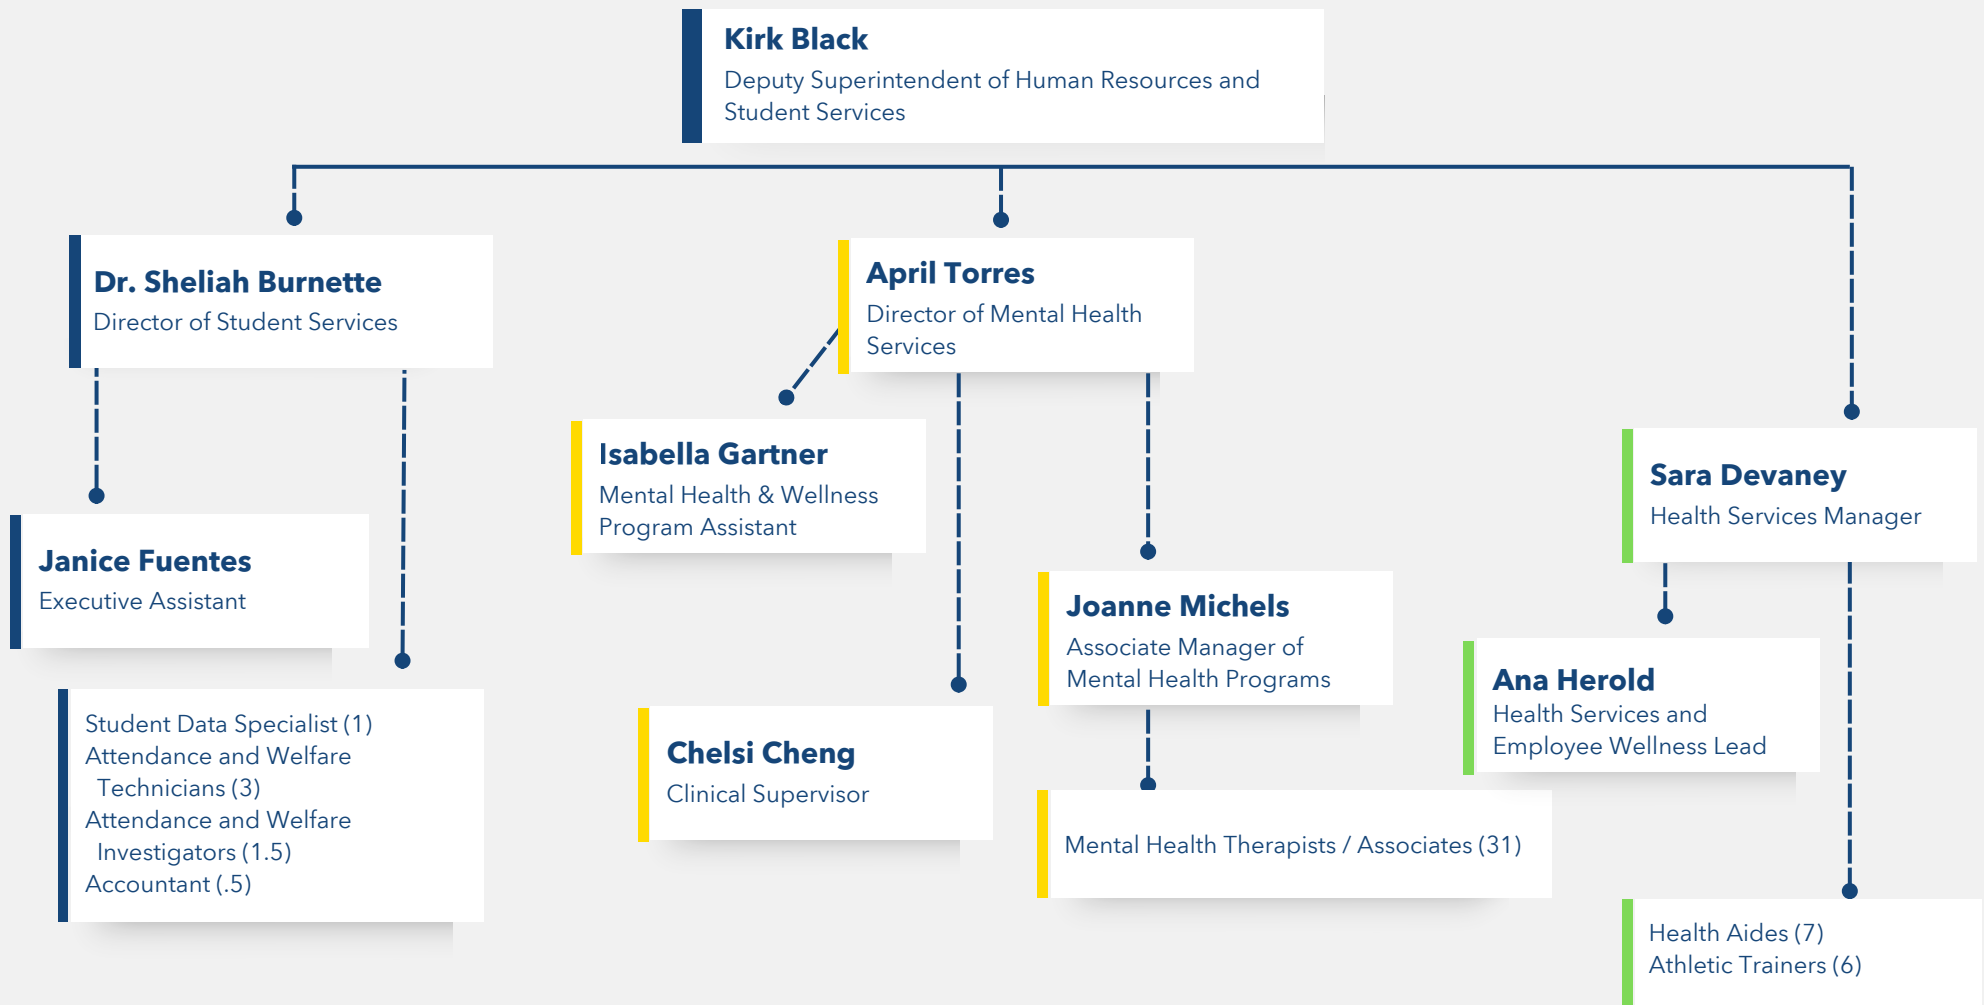 Kirk Black
Deputy Superintendent of Human Resources and
Student Services
Dr. Sheliah Burnette
Director of Student Services
April Torres
Director of Mental Health
Services
Isabella Gartner
Mental Health & Wellness
Program Assistant
Sara Devaney
Health Services Manager
Janice Fuentes
Executive Assistant
Joanne Michels
Associate Manager of
Mental Health Programs
Ana Herold
Health Services and
Employee Wellness Lead
Student Data Specialist (1)
Attendance and Welfare
Technicians (3)
Attendance and Welfare
Investigators (1.5)
Accountant (.5)
Chelsi Cheng
Clinical Supervisor
Mental Health Therapists / Associates (31)
Health Aides (7)
Athletic Trainers (6)